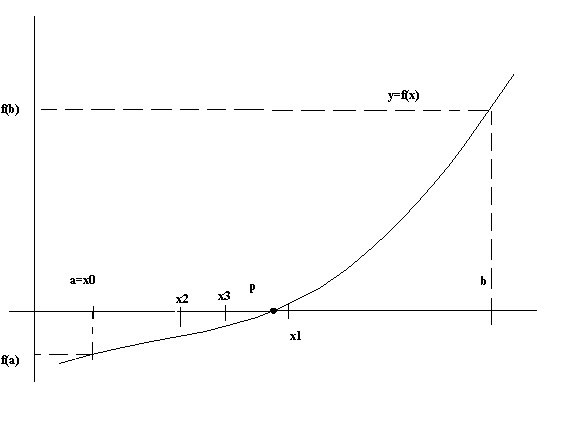 y=f(x)
f(b)
a=x0
p
b
x2
x3
x1
f(a)